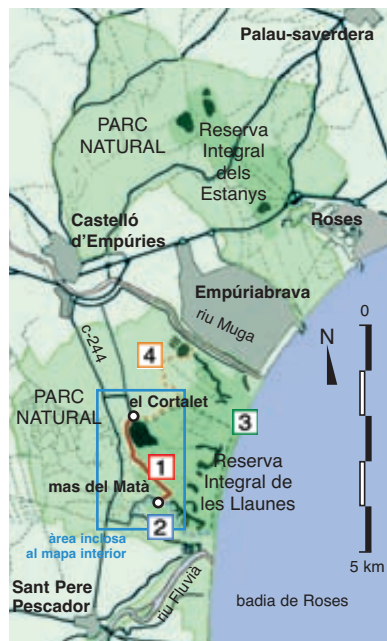 Palau-saverdera
PARC
NATURAL
Reserva
Integral
dels
Estanys
Castelló
d'Empúries
Roses
Empúriabrava
riu Muga
0
N
c-244
4
PARC
NATURAL
el Cortalet
3
1
Reserva
Integral de
les Llaunes
mas del Matà
2
àrea inclosa
al mapa interior
5 km
Sant Pere
Pescador
riu Fluvià
badia de Roses